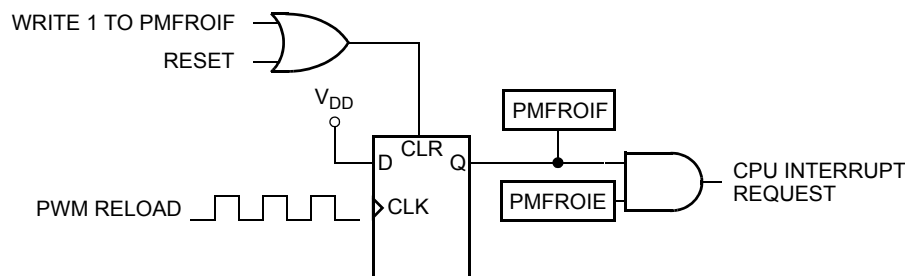 WRITE 1 TO PMFROIF
RESET
VDD
PMFROIF
D
CLR
Q
CPU INTERRUPT
REQUEST
PWM RELOAD
CLK
PMFROIE